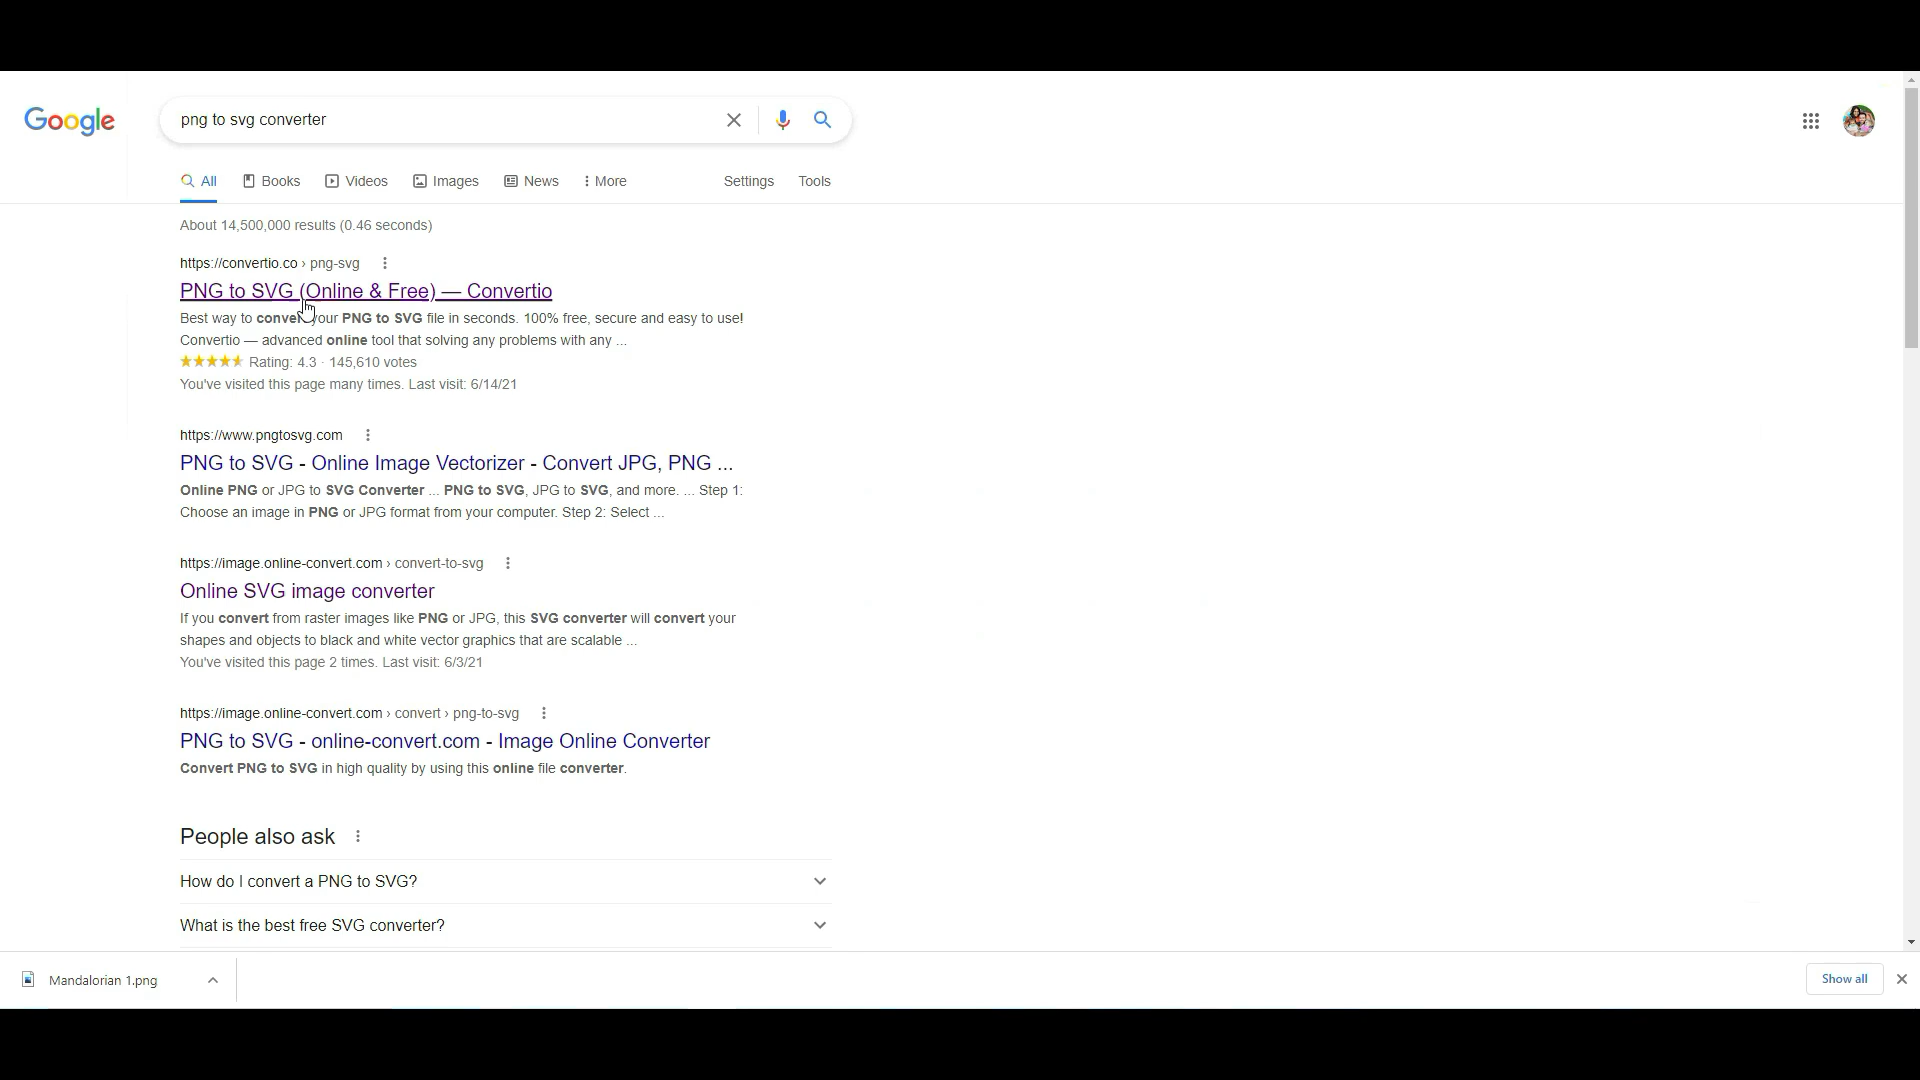 Google
png to svg converter
All Books Videos Images News More Settings Tools
About 14,500,000 results (0.46 seconds)
https://convertio.co › png-svg
PNG to SVG (Online & Free) — Convertio
Best way to convert your PNG to SVG file in seconds. 100% free, secure and easy to use!
Convertio — advanced online tool that solving any problems with any ...
Rating: 4.3 · 145,610 votes
You've visited this page many times. Last visit: 6/14/21
https://www.pngtosvg.com
PNG to SVG - Online Image Vectorizer - Convert JPG, PNG ...
Online PNG or JPG to SVG Converter ... PNG to SVG, JPG to SVG, and more. ... Step 1:
Choose an image in PNG or JPG format from your computer. Step 2: Select ...
https://image.online-convert.com › convert-to-svg
Online SVG image converter
If you convert from raster images like PNG or JPG, this SVG converter will convert your
shapes and objects to black and white vector graphics that are scalable ...
You've visited this page 2 times. Last visit: 6/3/21
https://image.online-convert.com › convert › png-to-svg
PNG to SVG - online-convert.com - Image Online Converter
Convert PNG to SVG in high quality by using this online file converter.
People also ask
How do I convert a PNG to SVG?
What is the best free SVG converter?
Mandalorian 1.png
Show all